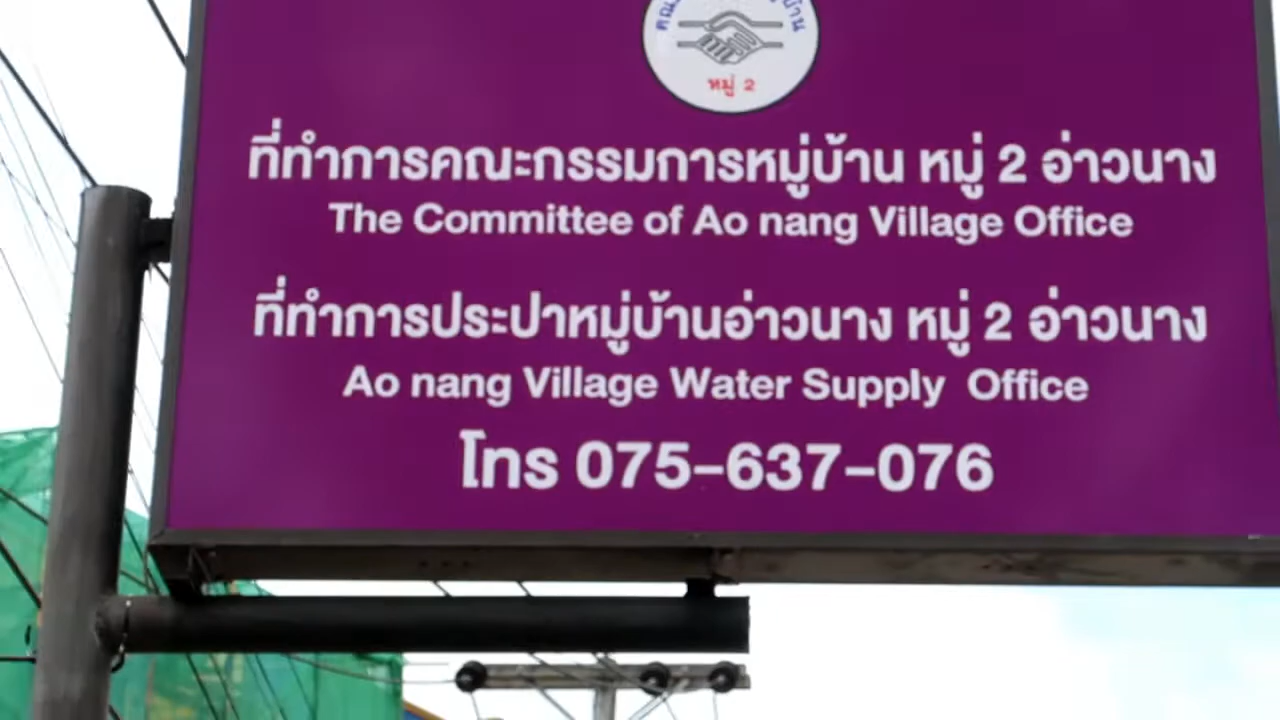 หมู่ 2
ที่ทำการคณะกรรมการหมู่บ้าน หมู่ 2 อ่าวนาง
The Committee of Ao nang Village Office
ที่ทำการประปาหมู่บ้านอ่าวนาง หมู่ 2 อ่าวนาง
Ao nang Village Water Supply Office
โทร 075-637-076